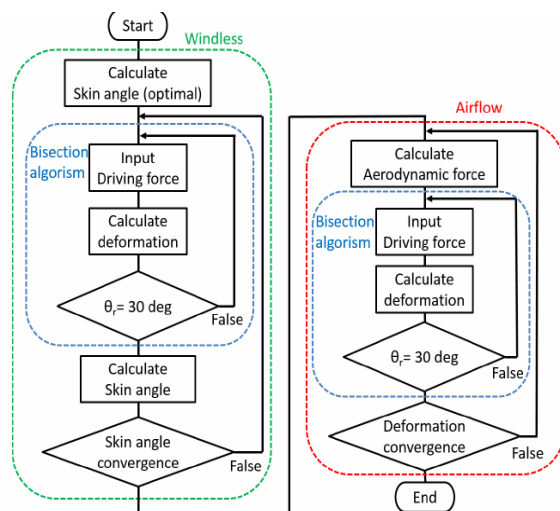 Start
Windless
Calculate
Skin angle (optimal)
Bisection
algorism
Input
Driving force
Calculate
deformation
θr= 30 deg
False
Calculate
Skin angle
Skin angle
convergence
False
Airflow
Calculate
Aerodynamic force
Bisection
algorism
Input
Driving force
Calculate
deformation
θr= 30 deg
False
Deformation
convergence
False
End